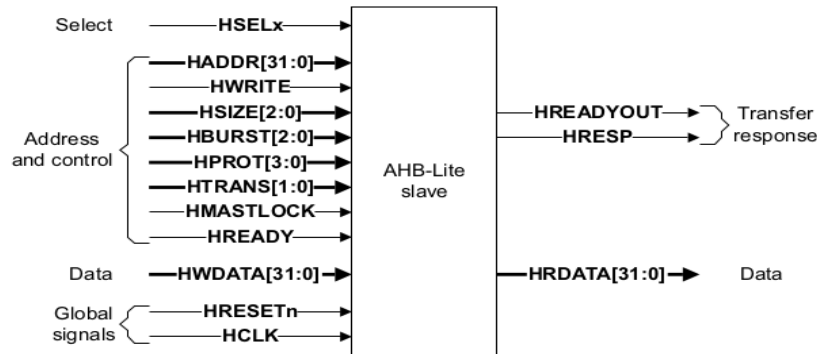 Select HSELx
HADDR[31:0]
HWRITE
HSIZE[2:0]
HBURST[2:0]
HPROT[3:0]
HTRANS[1:0]
HMASTLOCK
HREADY
Address
and control
Data HWDATA[31:0]
HRESETn
HCLK
Global
signals
AHB-Lite
slave
HREADYOUT
HRESP
Transfer
response
HRDATA[31:0] Data